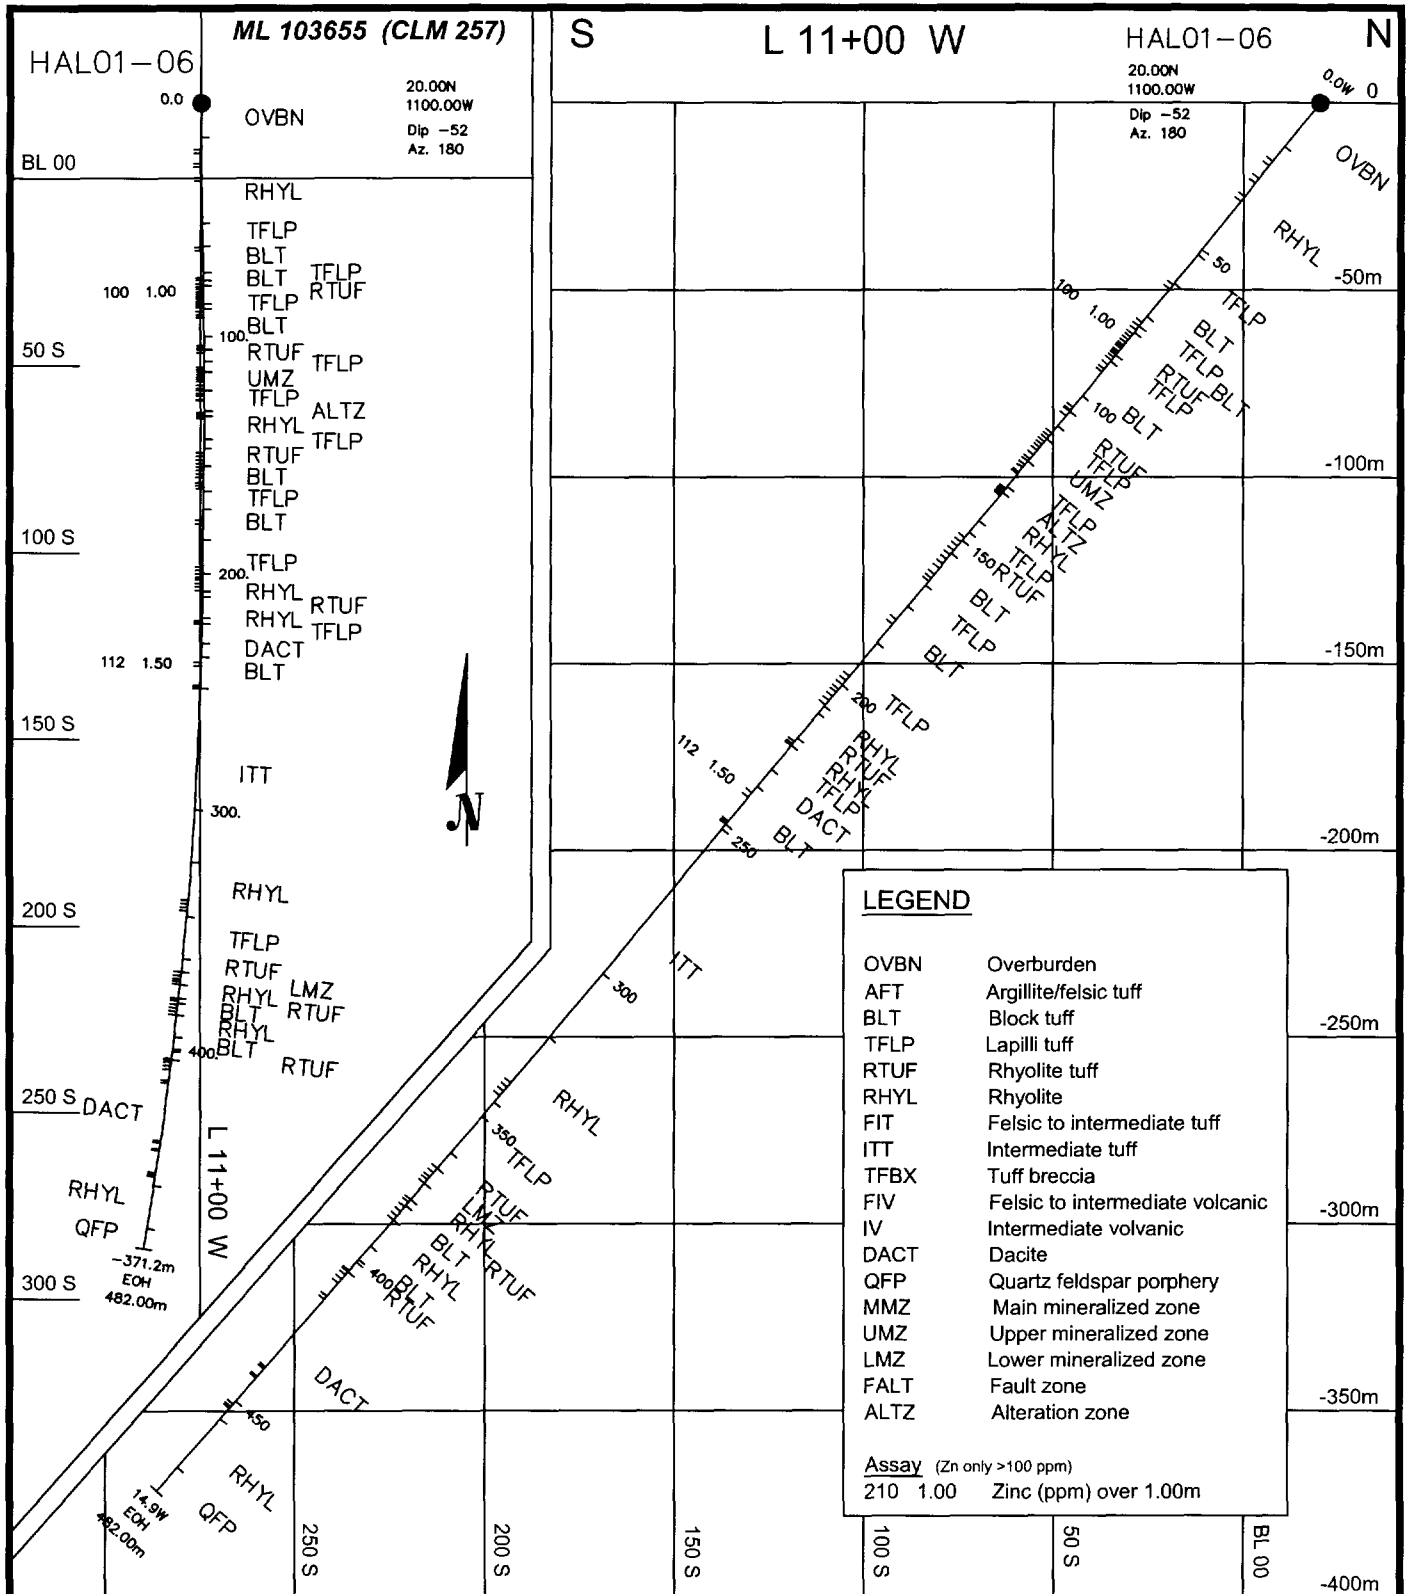 ML 103655 (CLM 257)
HAL01-06
0.0
20.00N
1100.00W
Dip -52
Az. 180
OVBN
BL 00
RHYL
TFLP
BLT
BLT TFLP
100 1.00
RTUF
TFLP
BLT
100.
50 S
RTUF TFLP
UMZ
TFLP
ALTZ
RHYL
TFLP
RTUF
BLT
TFLP
BLT
100 S
TFLP
200.
RHYL
RTUF
RHYL
TFLP
DACT
112 1.50
BLT
150 S
ITT
300.
N
RHYL
200 S
TFLP
RTUF
LMZ
RHYL
BLT RTUF
RHYL
400.
BLT
RTUF
250 S
DACT
L 11+00 W
RHYL
QFP
-371.2m
EOH
482.00m
300 S
S
L 11+00 W
HAL01-06
N
20.00N
1100.00W
Dip -52
Az. 180
0.0W
0
OVBN
RHYL
50
-50m
100 1.00
TFLP
BLT
TFLP
BLT
RTUF
TFLP
100
BLT
-100m
RTUF
TFLP
UMZ
TFLP
ALTZ
RHYL
150
TFLP
RTUF
BLT
TFLP
BLT
-150m
200
TFLP
112 1.50
RHYL
RTUF
RHYL
TFLP
DACT
250
BLT
-200m
ITT
300
-250m
RHYL
350
TFLP
RTUF
LMZ
RHYL
-300m
BLT
RHYL
RTUF
400
BLT
RTUF
DACT
-350m
450
RHYL
QFP
14.9W
EOH
482.00m
250 S
200 S
150 S
100 S
50 S
BL 00
-400m
LEGEND
OVBN Overburden
AFT Argillite/felsic tuff
BLT Block tuff
TFLP Lapilli tuff
RTUF Rhyolite tuff
RHYL Rhyolite
FIT Felsic to intermediate tuff
ITT Intermediate tuff
TFBX Tuff breccia
FIV Felsic to intermediate volcanic
IV Intermediate volvanic
DACT Dacite
QFP Quartz feldspar porphery
MMZ Main mineralized zone
UMZ Upper mineralized zone
LMZ Lower mineralized zone
FALT Fault zone
ALTZ Alteration zone
Assay (Zn only >100 ppm)
210 1.00 Zinc (ppm) over 1.00m